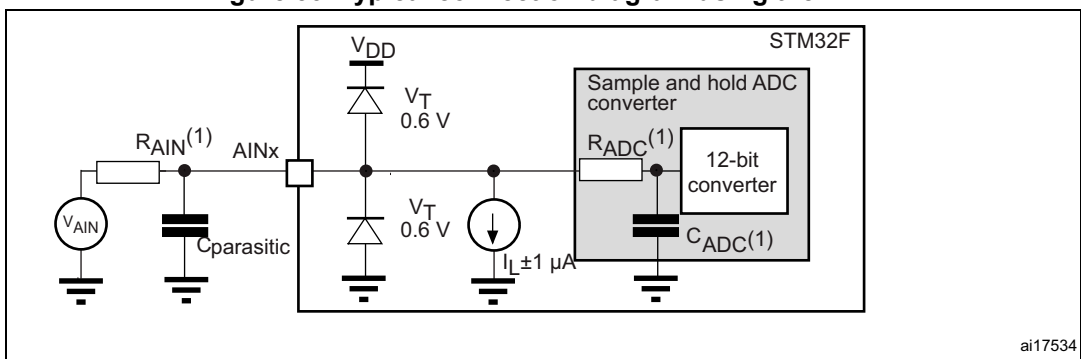 STM32F
VDD
Sample and hold ADC
converter
VT
0.6 V
RAIN(1)
AINx
RADC(1)
12-bit
converter
VAIN
Cparasitic
VT
0.6 V
IL±1 µA
CADC(1)
ai17534